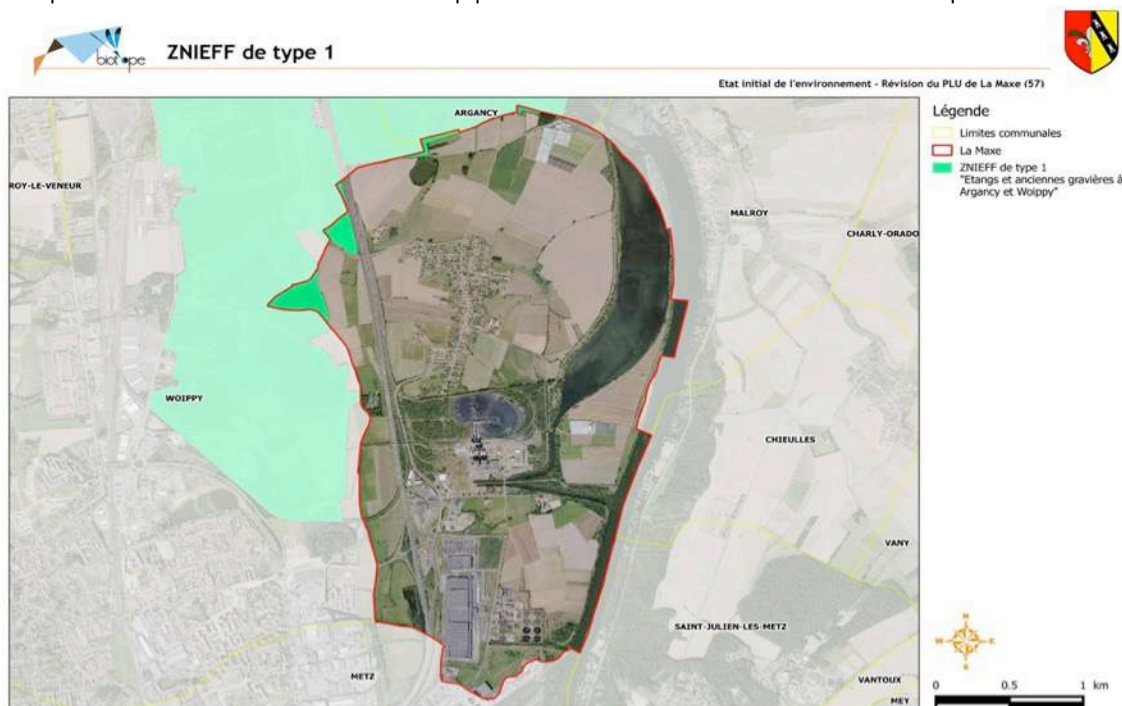 biotope
ZNIEFF de type 1
Etat initial de l'environnement - Révision du PLU de La Maxe (57)
Légende
Limites communales
La Maxe
ZNIEFF de type 1
"Etangs et anciennes gravières à
Argancy et Woippy"
ARGANCY
ROY-LE-VENEUR
MALROY
CHARLY-ORADO
WOIPPY
CHIEULLES
VANY
SAINT-JULIEN-LES-METZ
METZ
VANTOUX
MEY
N
W
E
S
0 0.5 1 km